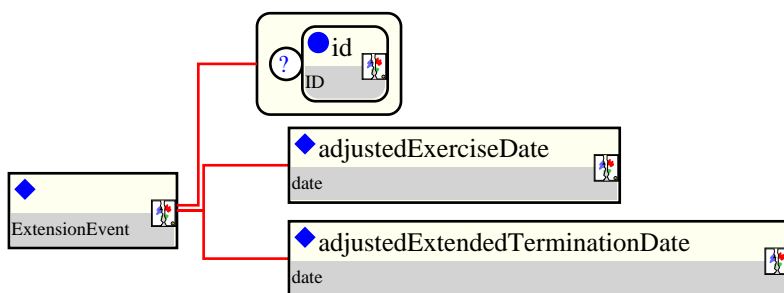 id
?
ID
adjustedExerciseDate
date
ExtensionEvent
adjustedExtendedTerminationDate
date